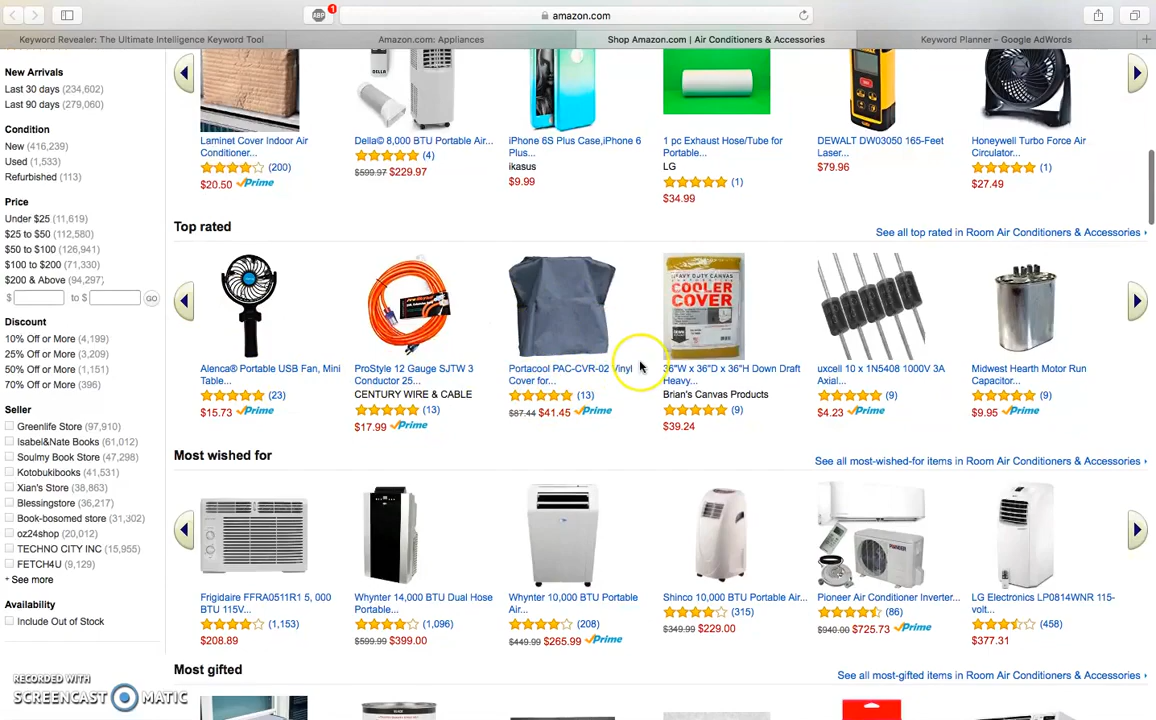 ABP
1
amazon.com
Keyword Revealer: The Ultimate Intelligence Keyword Tool
Amazon.com: Appliances
Shop Amazon.com | Air Conditioners & Accessories
Keyword Planner – Google AdWords
New Arrivals
Last 30 days (234,602)
Last 90 days (279,060)
Condition
New (416,239)
Used (1,533)
Refurbished (113)
Price
Under $25 (11,619)
$25 to $50 (112,580)
$50 to $100 (126,941)
$100 to $200 (71,330)
$200 & Above (94,297)
$ to $ GO
Discount
10% Off or More (4,199)
25% Off or More (3,209)
50% Off or More (1,151)
70% Off or More (396)
Seller
Greenlife Store (97,910)
Isabel&Nate Books (61,012)
Soulmy Book Store (47,298)
Kotobukibooks (41,531)
Xian's Store (38,863)
Blessingstore (36,217)
Book-bosomed store (31,302)
oz24shop (20,012)
TECHNO CITY INC (15,955)
FETCH4U (9,129)
+ See more
Availability
Include Out of Stock
DELLA
Laminet Cover Indoor Air
Conditioner...
(200)
$20.50 Prime
Della© 8,000 BTU Portable Air...
(4)
$599.97 $229.97
iPhone 6S Plus Case,iPhone 6
Plus...
ikasus
$9.99
1 pc Exhaust Hose/Tube for
Portable...
LG
(1)
$34.99
DEWALT DW03050 165-Feet
Laser...
$79.96
Honeywell Turbo Force Air
Circulator...
(1)
$27.49
Top rated
See all top rated in Room Air Conditioners & Accessories ›
HEAVY DUTY CANVAS
COOLER
COVER
Alenca® Portable USB Fan, Mini
Table...
(23)
$15.73 Prime
ProStyle 12 Gauge SJTW 3
Conductor 25...
CENTURY WIRE & CABLE
(13)
$17.99 Prime
Portacool PAC-CVR-02 Vinyl
Cover for...
(13)
$87.44 $41.45 Prime
36"W x 36"D x 36"H Down Draft
Heavy...
Brian's Canvas Products
(9)
$39.24
uxcell 10 x 1N5408 1000V 3A
Axial...
(9)
$4.23 Prime
Midwest Hearth Motor Run
Capacitor...
(9)
$9.95 Prime
Most wished for
See all most-wished-for items in Room Air Conditioners & Accessories ›
PIONEER
Frigidaire FFRA0511R1 5, 000
BTU 115V...
(1,153)
$208.89
Whynter 14,000 BTU Dual Hose
Portable...
(1,096)
$599.99 $399.00
Whynter 10,000 BTU Portable
Air...
(208)
$449.99 $265.99 Prime
Shinco 10,000 BTU Portable Air...
(315)
$349.99 $229.00
Pioneer Air Conditioner Inverter...
(86)
$940.00 $725.73 Prime
LG Electronics LP0814WNR 115-
volt...
(458)
$377.31
Most gifted
See all most-gifted items in Room Air Conditioners & Accessories ›
RECORDED WITH
SCREENCAST MATIC